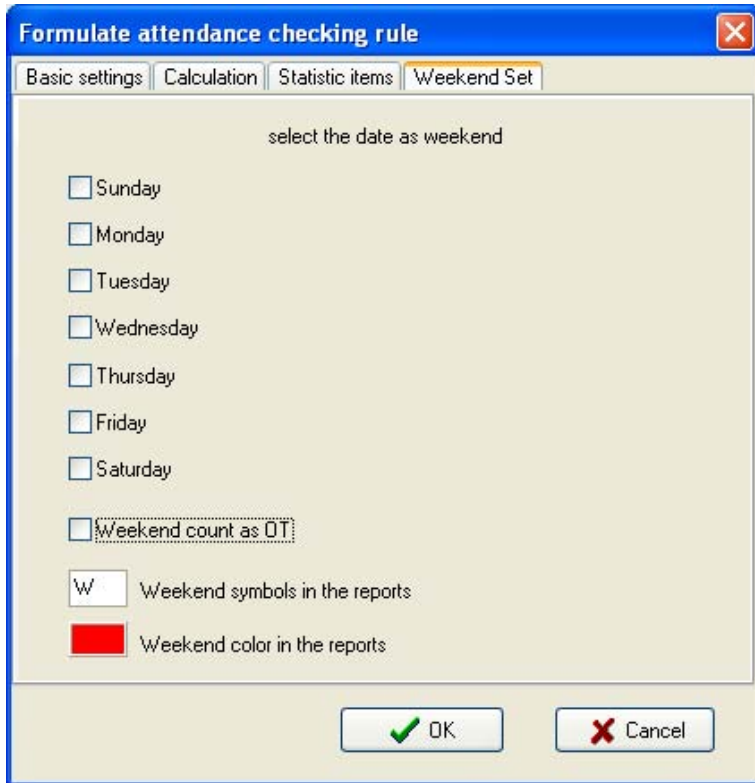 Formulate attendance checking rule
Basic settings Calculation Statistic items Weekend Set
select the date as weekend
Sunday
Monday
Tuesday
Wednesday
Thursday
Friday
Saturday
Weekend count as OT
W Weekend symbols in the reports
Weekend color in the reports
OK Cancel